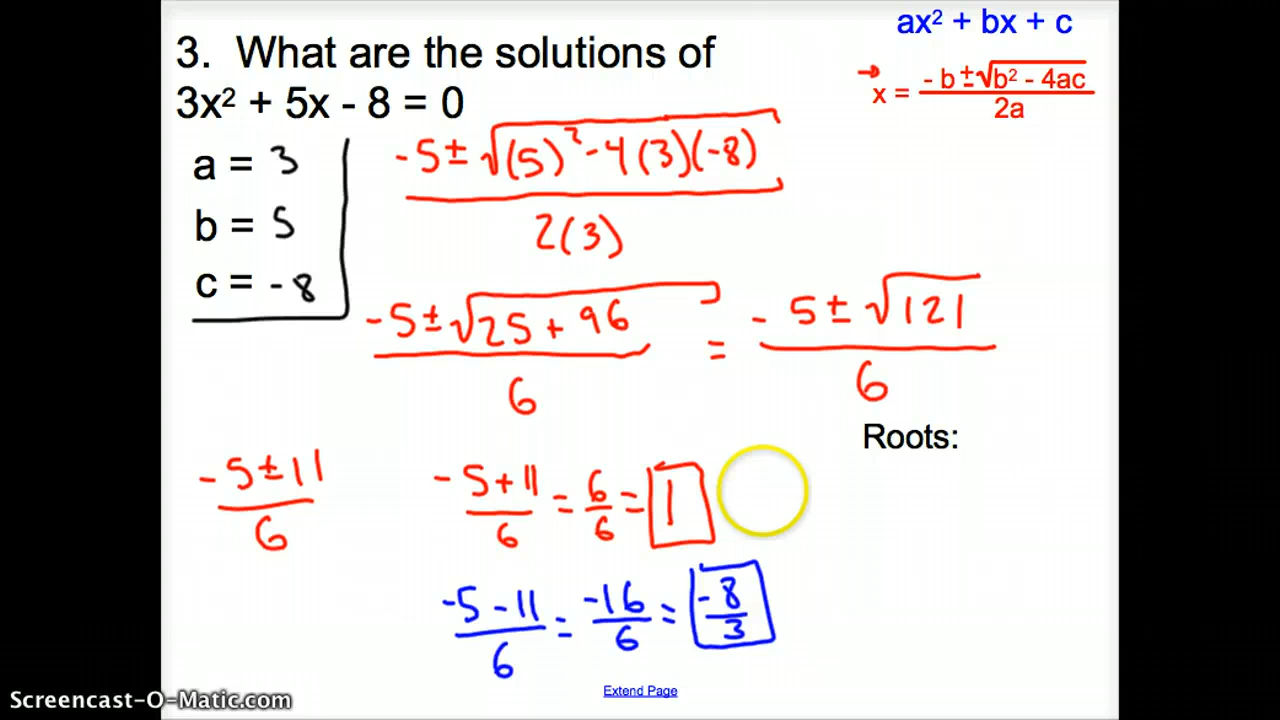 ax² + bx + c
3. What are the solutions of
3x² + 5x - 8 = 0
→ x = (-b ± √(b² - 4ac)) / 2a
a = 3
b = 5
c = -8
(-5 ± √((5)² - 4(3)(-8))) / 2(3)
(-5 ± √(25 + 96)) / 6 = (-5 ± √121) / 6
Roots:
(-5 ± 11) / 6
(-5 + 11) / 6 = 6/6 = 1
(-5 - 11) / 6 = -16/6 = -8/3
Extend Page
Screencast-O-Matic.com